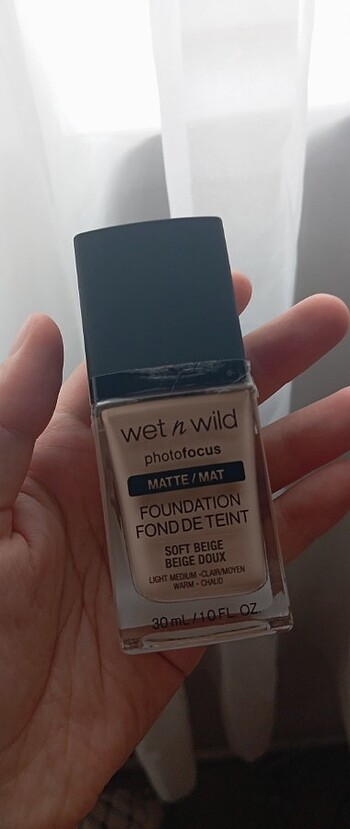 wet n wild
photofocus
MATTE / MAT
FOUNDATION
FOND DE TEINT
SOFT BEIGE
BEIGE DOUX
LIGHT MEDIUM - CLAIR/MOYEN
WARM - CHAUD
30 mL / 1.0 FL. OZ.